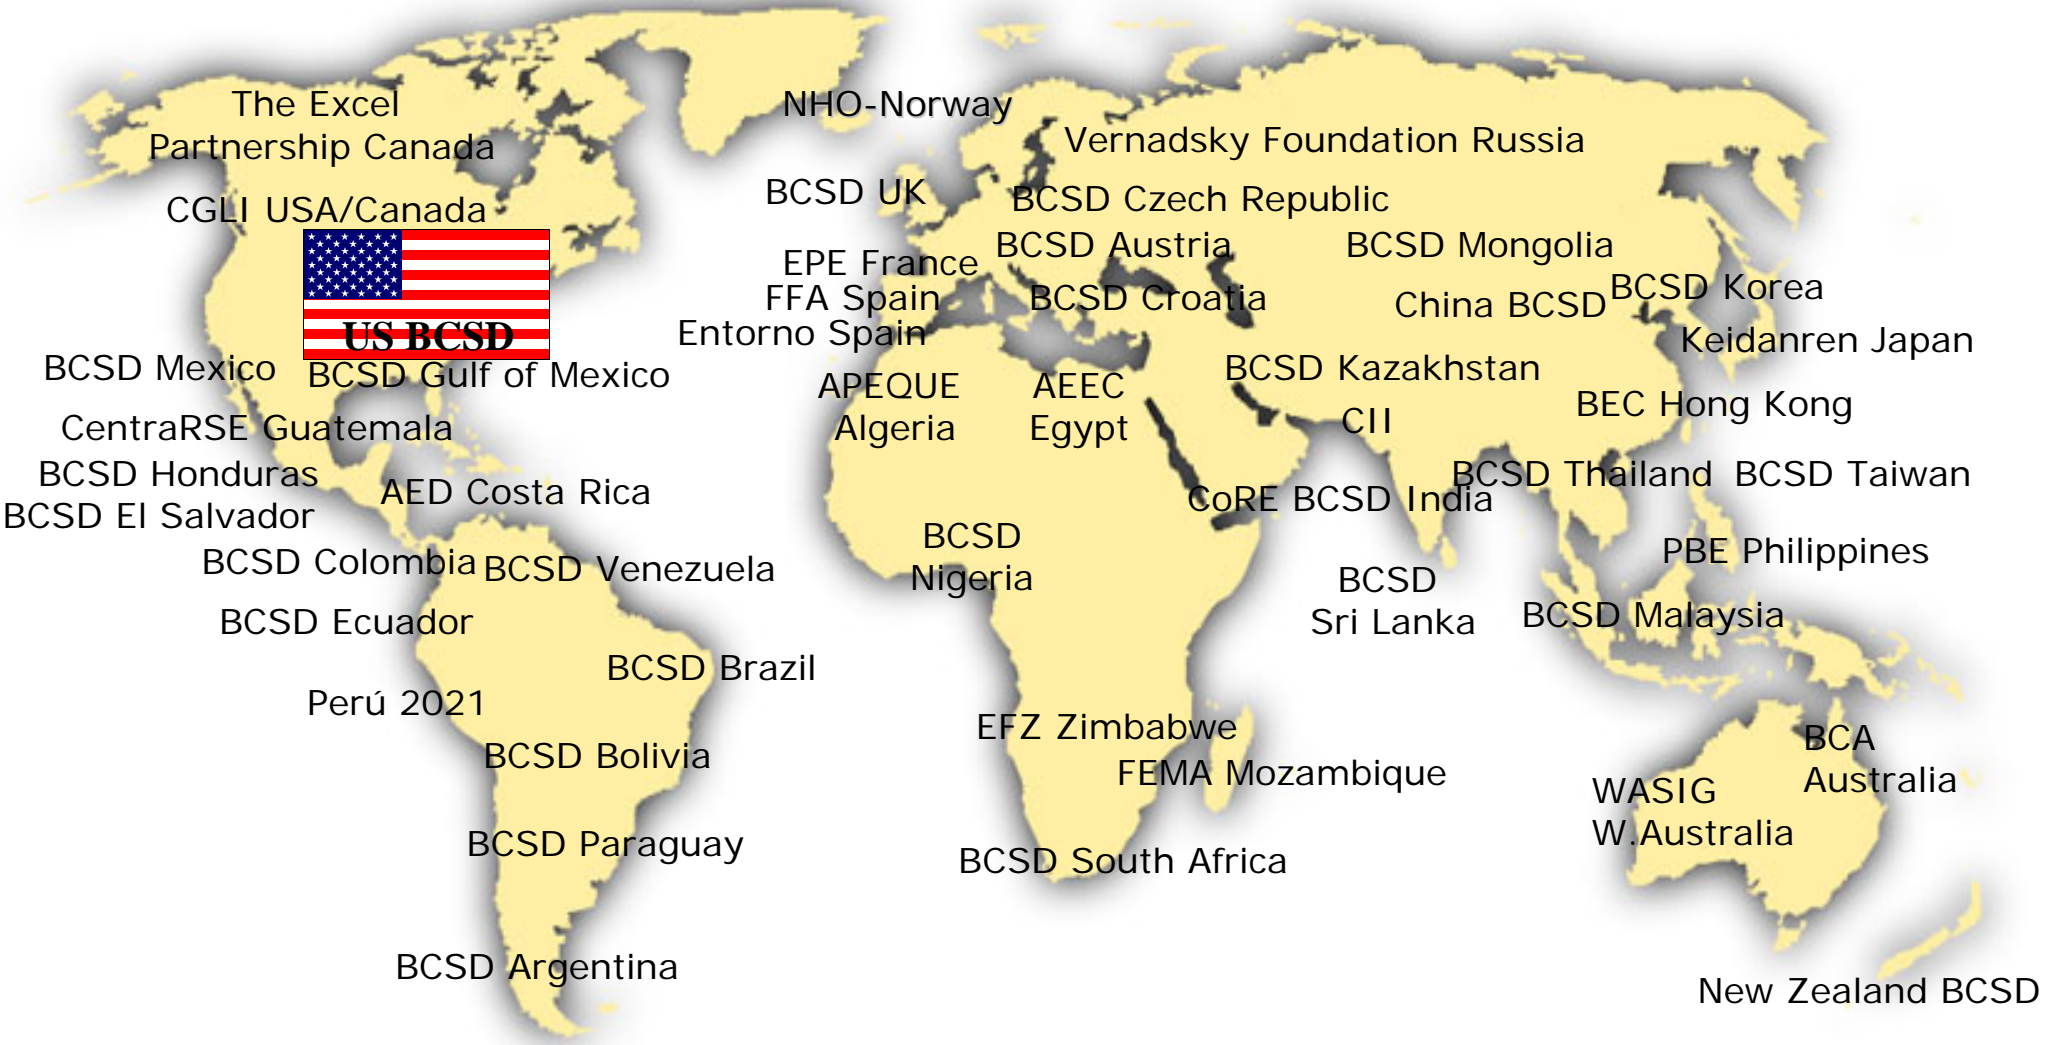 The Excel
Partnership Canada
CGLI USA/Canada
US BCSD
BCSD Mexico
BCSD Gulf of Mexico
CentraRSE Guatemala
BCSD Honduras
AED Costa Rica
BCSD El Salvador
BCSD Colombia
BCSD Venezuela
BCSD Ecuador
BCSD Brazil
Perú 2021
BCSD Bolivia
BCSD Paraguay
BCSD Argentina
NHO-Norway
Vernadsky Foundation Russia
BCSD UK
BCSD Czech Republic
BCSD Austria
EPE France
FFA Spain
BCSD Croatia
Entorno Spain
APEQUE
Algeria
AEEC
Egypt
BCSD
Nigeria
EFZ Zimbabwe
FEMA Mozambique
BCSD South Africa
BCSD Mongolia
BCSD Korea
China BCSD
Keidanren Japan
BCSD Kazakhstan
BEC Hong Kong
CII
BCSD Thailand
BCSD Taiwan
CoRE BCSD India
PBE Philippines
BCSD
Sri Lanka
BCSD Malaysia
BCA
Australia
WASIG
W.Australia
New Zealand BCSD